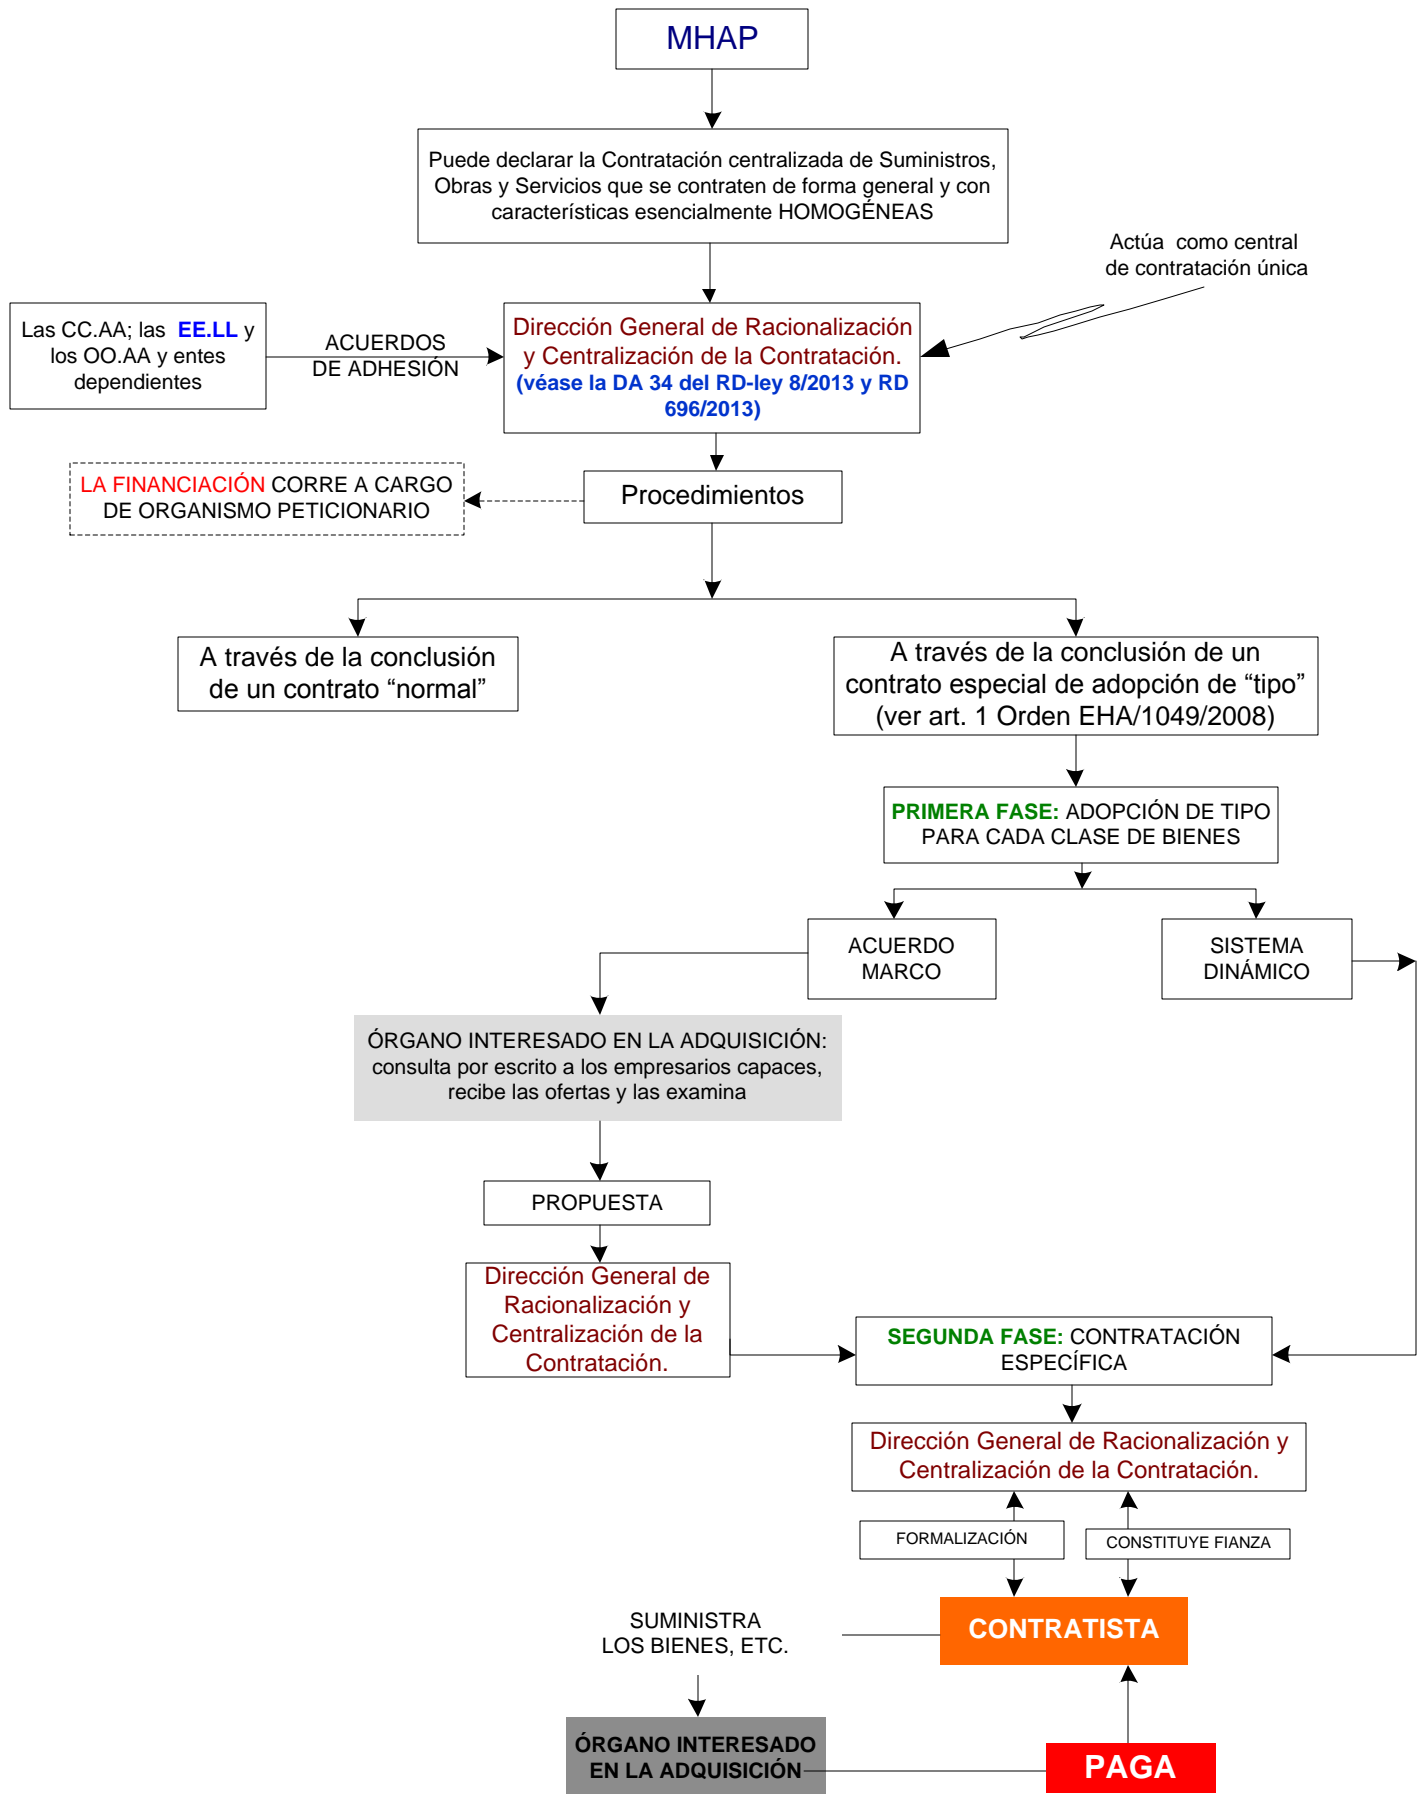 MHAP
Puede declarar la Contratación centralizada de Suministros,
Obras y Servicios que se contraten de forma general y con
características esencialmente HOMOGÉNEAS
Actúa como central
de contratación única
Las CC.AA; las EE.LL y
los OO.AA y entes
dependientes
ACUERDOS
DE ADHESIÓN
Dirección General de Racionalización
y Centralización de la Contratación.
(véase la DA 34 del RD-ley 8/2013 y RD
696/2013)
LA FINANCIACIÓN CORRE A CARGO
DE ORGANISMO PETICIONARIO
Procedimientos
A través de la conclusión
de un contrato “normal”
A través de la conclusión de un
contrato especial de adopción de “tipo”
(ver art. 1 Orden EHA/1049/2008)
PRIMERA FASE: ADOPCIÓN DE TIPO
PARA CADA CLASE DE BIENES
ACUERDO
MARCO
SISTEMA
DINÁMICO
ÓRGANO INTERESADO EN LA ADQUISICIÓN:
consulta por escrito a los empresarios capaces,
recibe las ofertas y las examina
PROPUESTA
Dirección General de
Racionalización y
Centralización de la
Contratación.
SEGUNDA FASE: CONTRATACIÓN
ESPECÍFICA
Dirección General de Racionalización y
Centralización de la Contratación.
FORMALIZACIÓN
CONSTITUYE FIANZA
SUMINISTRA
LOS BIENES, ETC.
CONTRATISTA
ÓRGANO INTERESADO
EN LA ADQUISICIÓN
PAGA